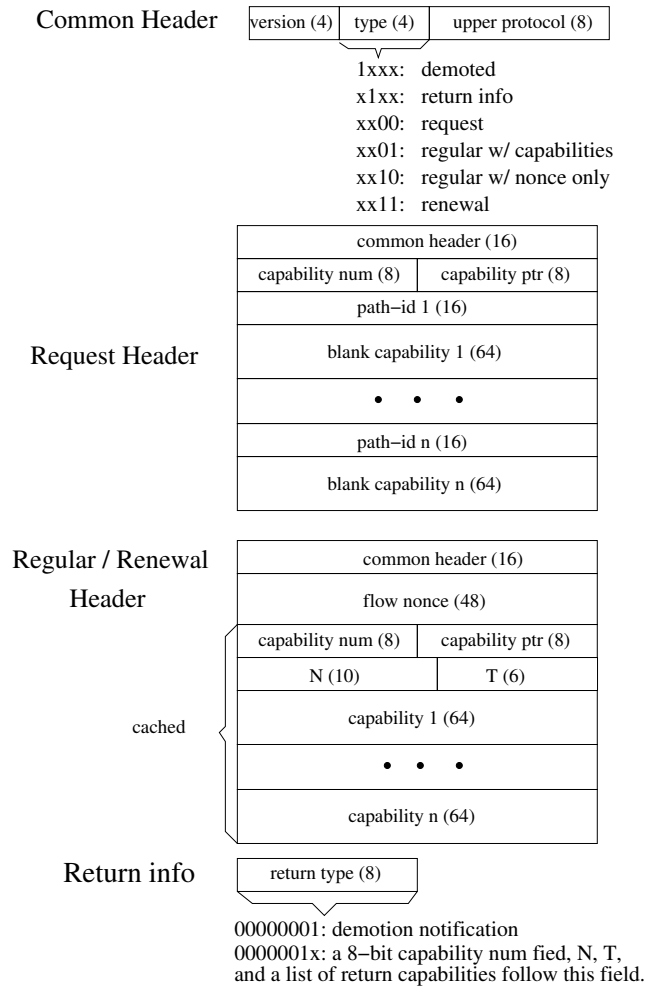 Common Header
version (4) type (4) upper protocol (8)
1xxx: demoted
x1xx: return info
xx00: request
xx01: regular w/ capabilities
xx10: regular w/ nonce only
xx11: renewal
Request Header
common header (16)
capability num (8) capability ptr (8)
path−id 1 (16)
blank capability 1 (64)
• • •
path−id n (16)
blank capability n (64)
Regular / Renewal
Header
common header (16)
flow nonce (48)
capability num (8) capability ptr (8)
N (10) T (6)
cached
capability 1 (64)
• • •
capability n (64)
Return info
return type (8)
00000001: demotion notification
0000001x: a 8−bit capability num fied, N, T,
and a list of return capabilities follow this field.